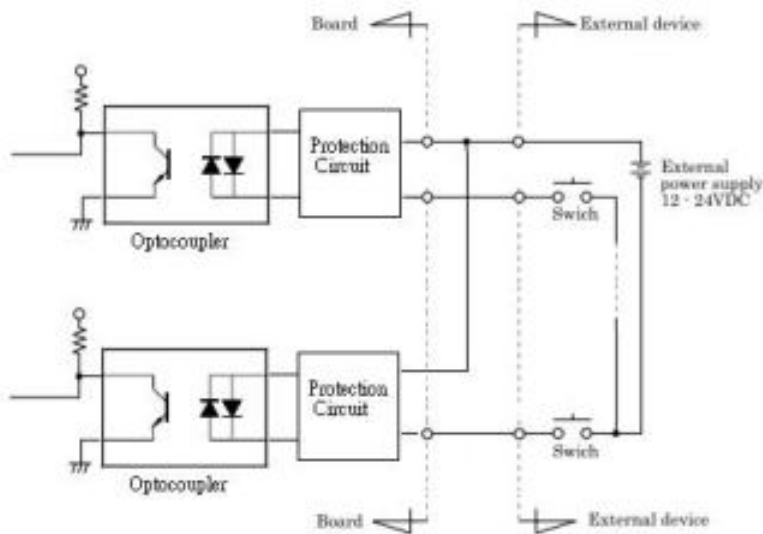 Board
External device
Protection
Circuit
External
power supply
12 - 24VDC
Swich
Optocoupler
Protection
Circuit
Swich
Optocoupler
Board
External device